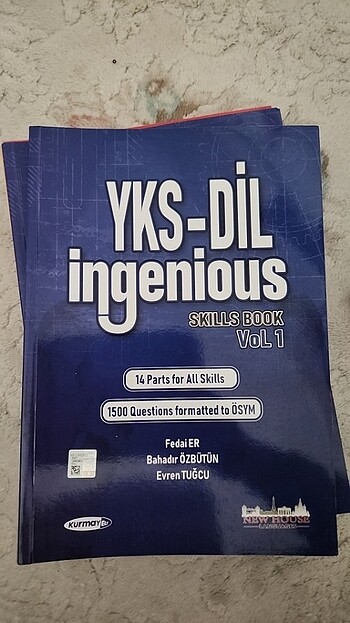 YKS-DİL
ingenious
SKILLS BOOK
VoL 1
14 Parts for All Skills
1500 Questions formatted to ÖSYM
Fedai ER
Bahadır ÖZBÜTÜN
Evren TUĞCU
kurmay
NEW HOUSE
LANGUAGES